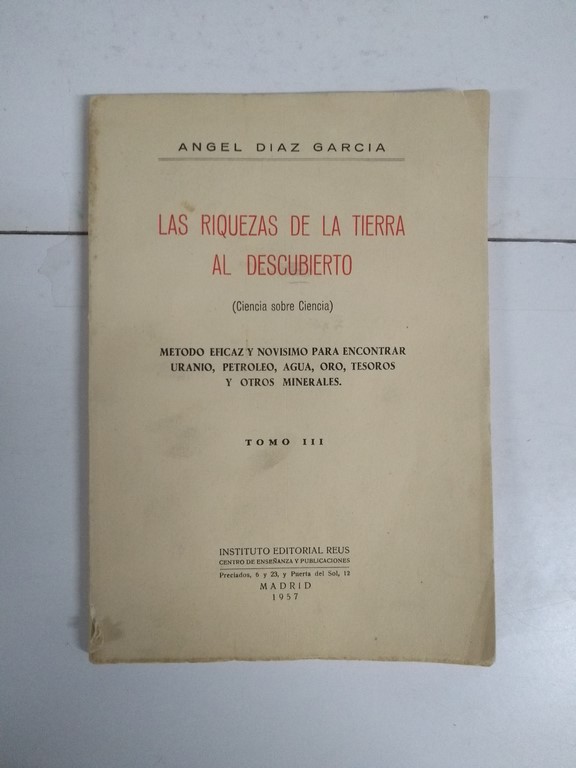 ANGEL DIAZ GARCIA
LAS RIQUEZAS DE LA TIERRA
AL DESCUBIERTO
(Ciencia sobre Ciencia)
METODO EFICAZ Y NOVISIMO PARA ENCONTRAR
URANIO, PETROLEO, AGUA, ORO, TESOROS
Y OTROS MINERALES.
TOMO III
INSTITUTO EDITORIAL REUS
CENTRO DE ENSEÑANZA Y PUBLICACIONES
Preciados, 6 y 23, y Puerta del Sol, 12
MADRID
1957